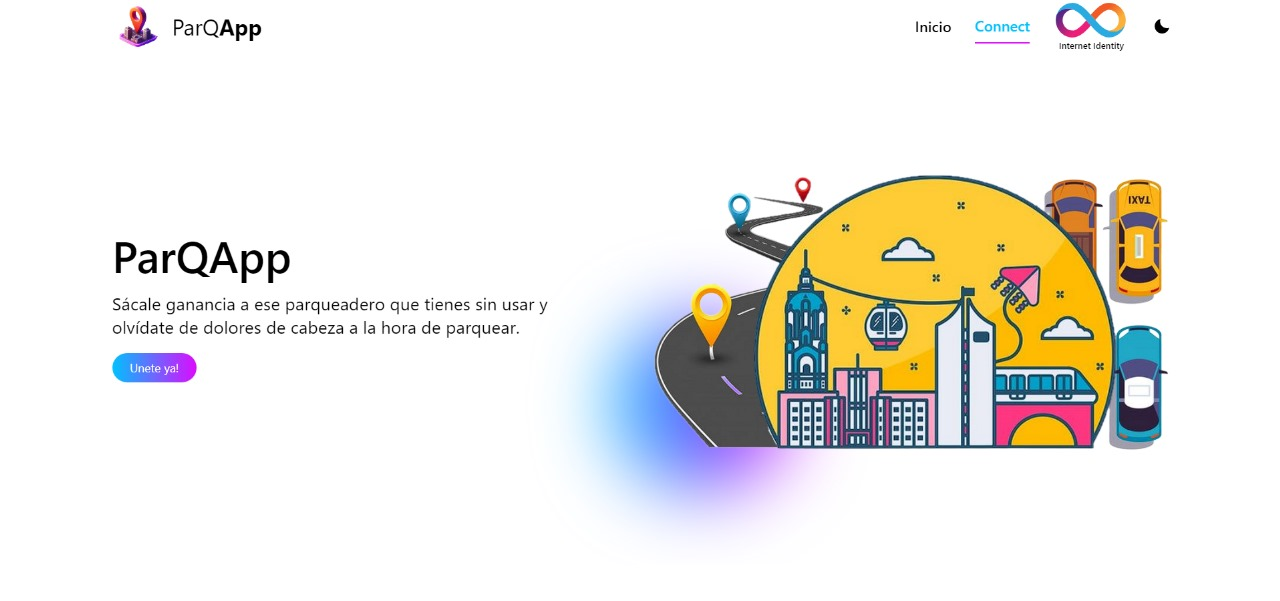 ParQApp
Inicio
Connect
Internet Identity
TAXI
ParQApp
Sácale ganancia a ese parqueadero que tienes sin usar y
olvídate de dolores de cabeza a la hora de parquear.
Unete ya!